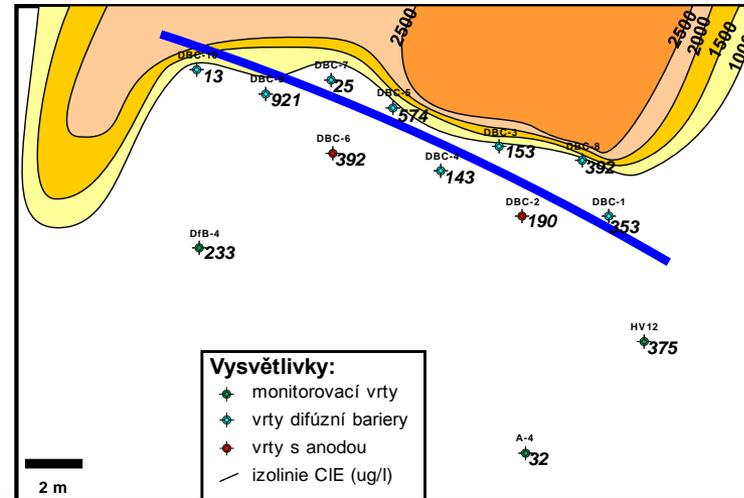 2500
2500
2000
1500
DBC-10
13
DBC-9
921
DBC-7
25
DBC-5
574
DBC-3
153
DBC-8
392
DBC-6
392
DBC-4
143
DBC-2
190
DBC-1
353
DfB-4
233
HV12
375
A-4
32
Vysvětlivky:
monitorovací vrty
vrty difúzní bariery
vrty s anodou
izolinie ClE (ug/l)
2 m